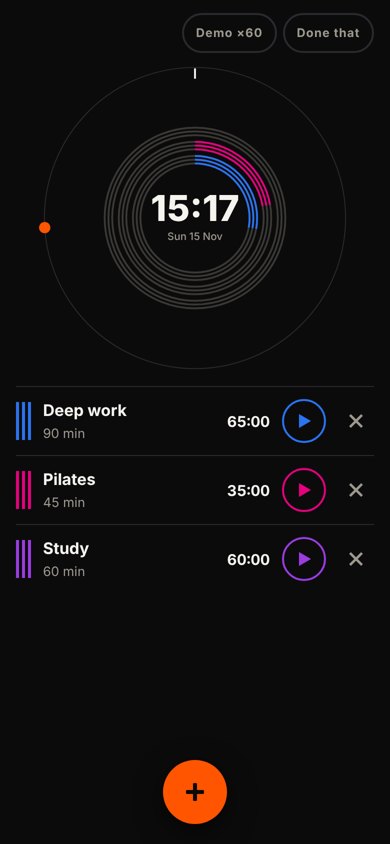 Demo ×60
Done that
15:17
Sun 15 Nov
Deep work
90 min
65:00
Pilates
45 min
35:00
Study
60 min
60:00